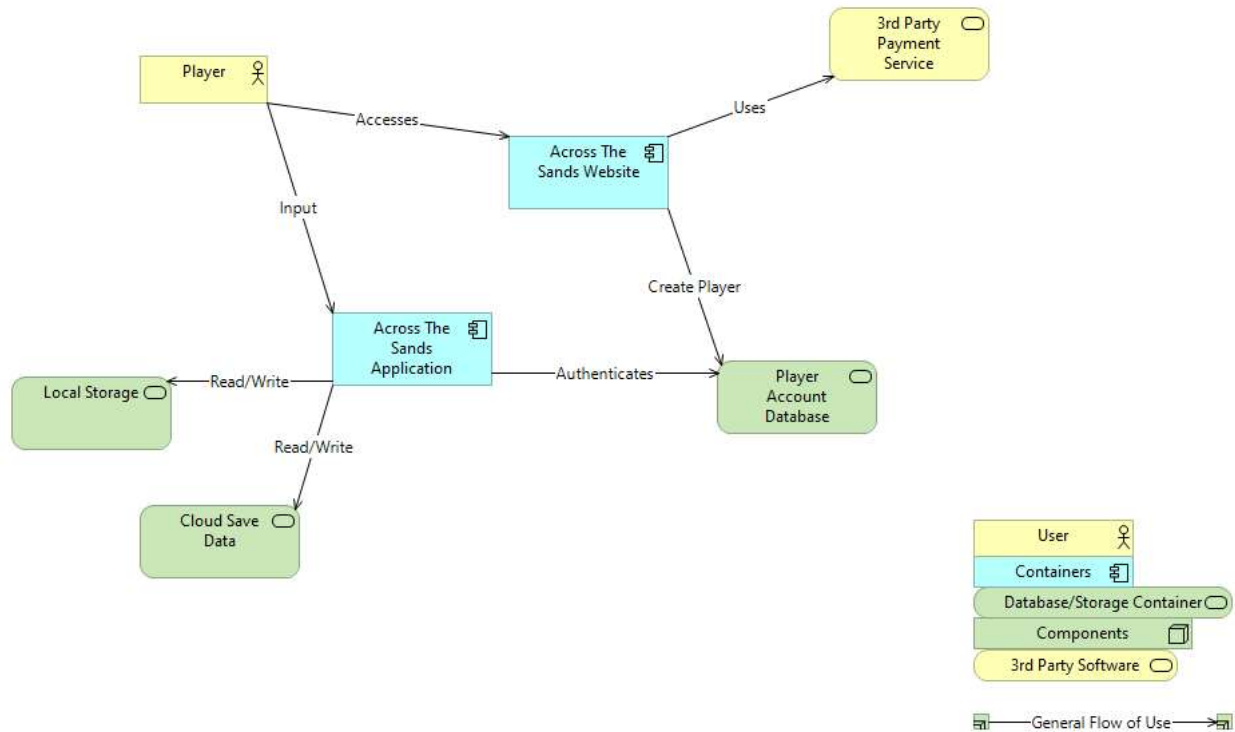 3rd Party
Payment
Service
Player
Accesses
Uses
Across The
Sands Website
Input
Create Player
Across The
Sands
Application
Authenticates
Player
Account
Database
Local Storage
Read/Write
Read/Write
Cloud Save
Data
User
Containers
Database/Storage Container
Components
3rd Party Software
General Flow of Use